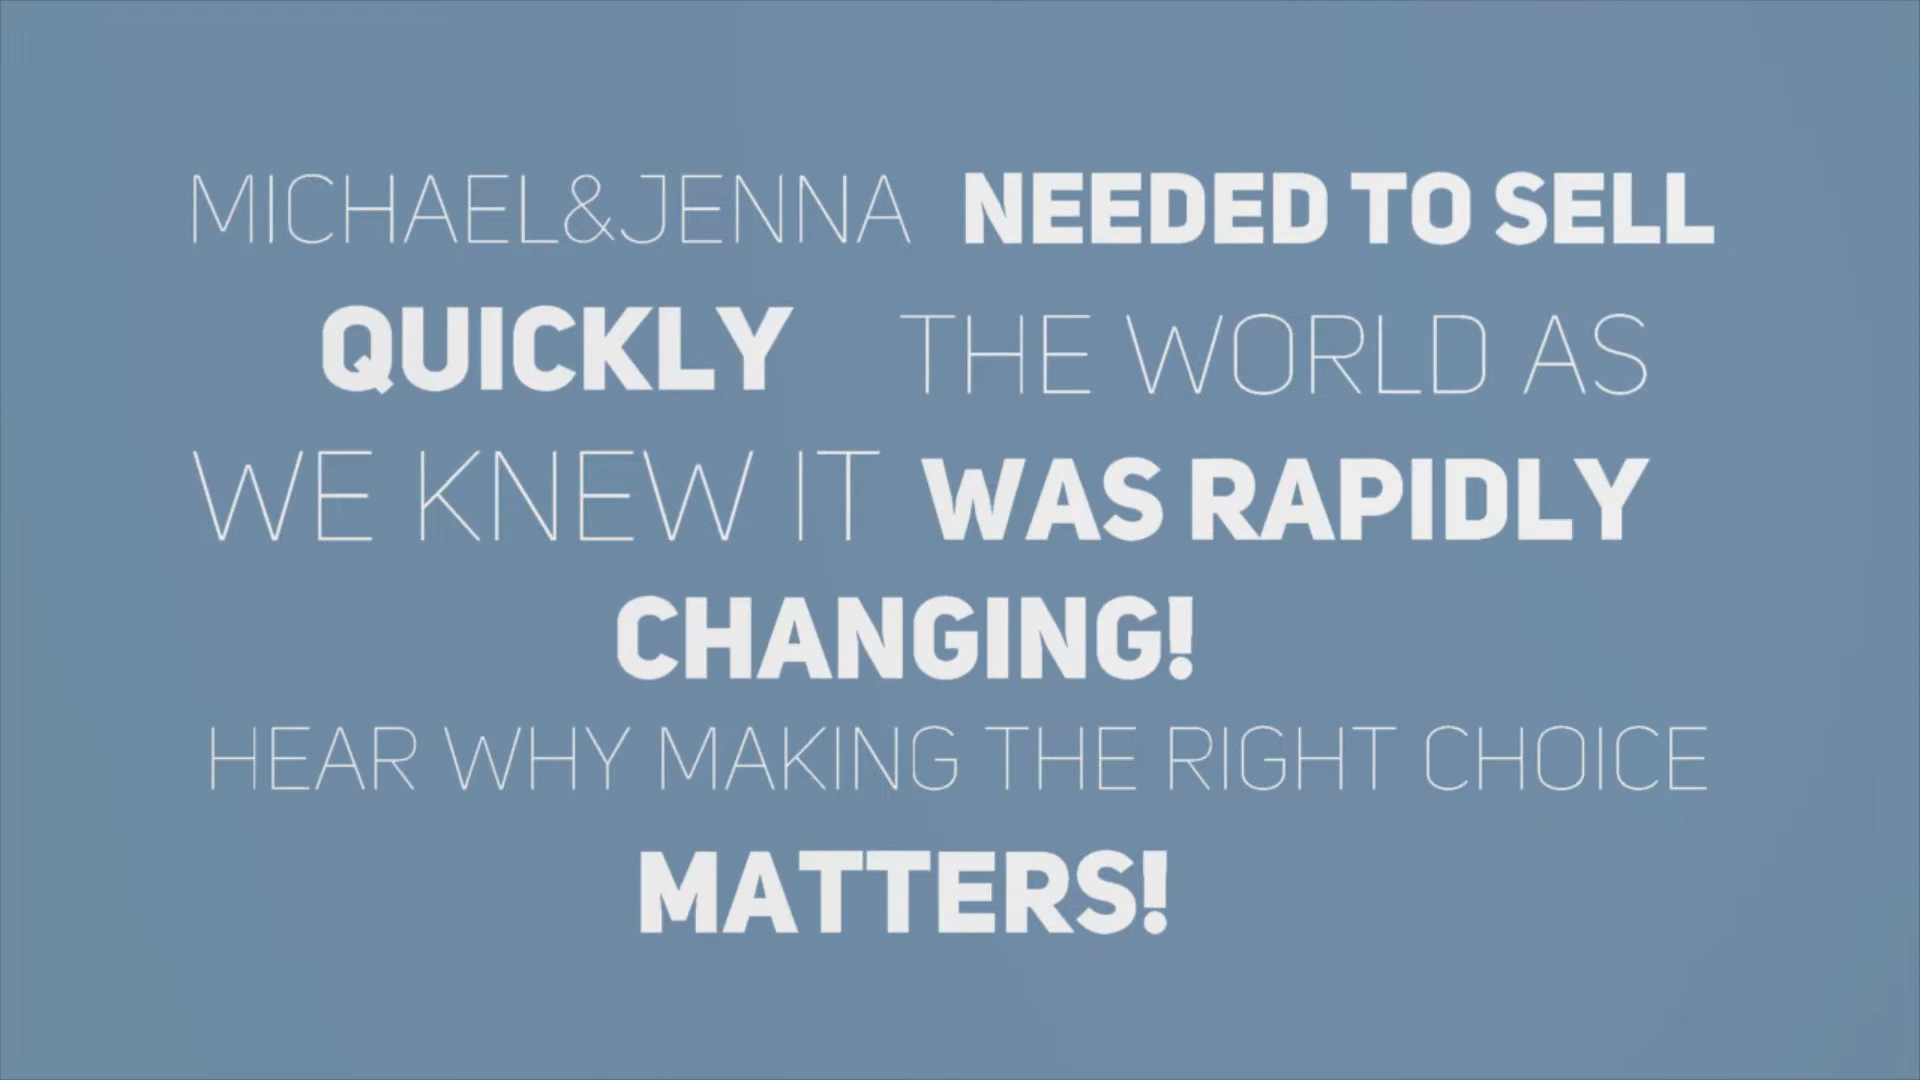 MICHAEL&JENNA NEEDED TO SELL
QUICKLY THE WORLD AS
WE KNEW IT WAS RAPIDLY
CHANGING!
HEAR WHY MAKING THE RIGHT CHOICE
MATTERS!